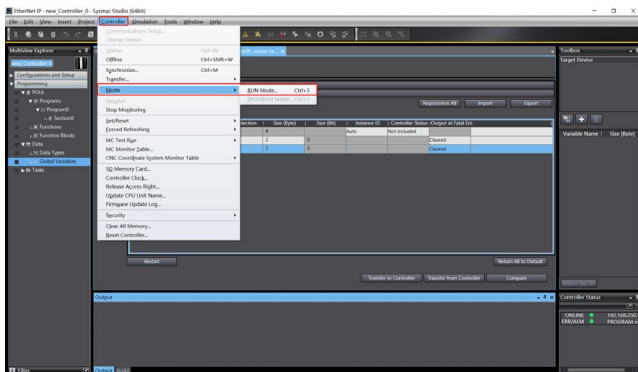 EtherNet IP - new_Controller_0 - Sysmac Studio (64bit)
File Edit View Insert Project Controller Simulation Tools Window Help
Multiview Explorer
new_Controller_0
Configurations and Setup
Programming
POUs
Programs
Program0
Section0
Functions
Function Blocks
Data
Data Types
Global Variables
Tasks
Filter
Communications Setup...
Change Device
Online Ctrl+W
Offline Ctrl+Shift+W
Synchronize... Ctrl+M
Transfer...
Mode
Monitor
Stop Monitoring
Set/Reset
Forced Refreshing
MC Test Run
MC Monitor Table...
CNC Coordinate System Monitor Table
SD Memory Card...
Controller Clock...
Release Access Right...
Update CPU Unit Name...
Firmware Update Log...
Security
Clear All Memory...
Reset Controller...
RUN Mode... Ctrl+3
PROGRAM Mode...
Registration All Import Export
Size (Byte) Size (Bit) Instance ID Controller Status Output at Fatal Err
4 Auto Not included
2 0 Cleared
2 0 Cleared
Restart Return All to Default
Transfer to Controller Transfer from Controller Compare
Output
Output Build
Toolbox
Target Device
Variable Name Size (Byte)
Controller Status
ONLINE 192.168.250.
ERR/ALM PROGRAM m